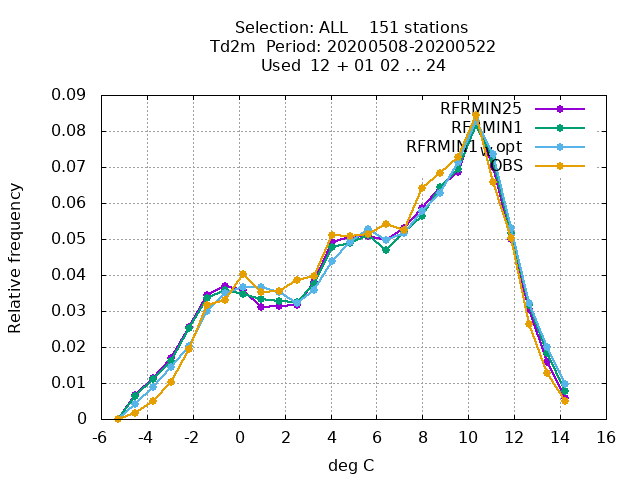 Selection: ALL    151 stations
Td2m  Period: 20200508-20200522
Used  12 + 01 02 ... 24
RFRMIN25
RFRMIN1
RFRMIN1wopt
OBS
0.09
0.08
0.07
0.06
0.05
0.04
0.03
0.02
0.01
0
Relative frequency
-6 -4 -2 0 2 4 6 8 10 12 14 16
deg C